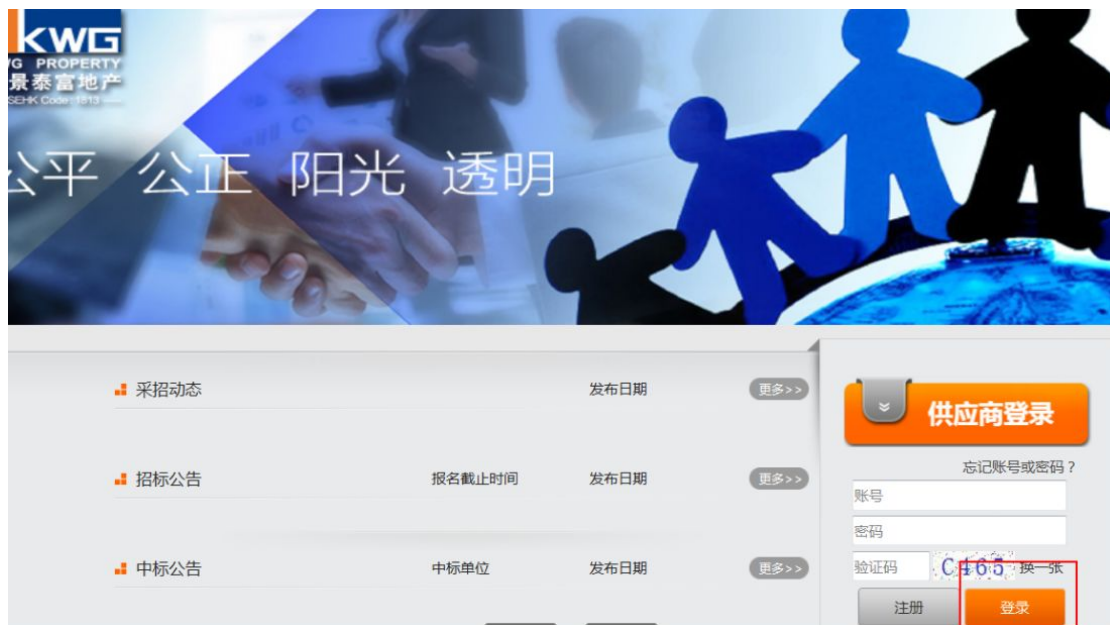 KWG
G PROPERTY
景泰富地产
SEHK Code: 1813
公平 公正 阳光 透明
采招动态 发布日期 更多>>
招标公告 报名截止时间 发布日期 更多>>
中标公告 中标单位 发布日期 更多>>
供应商登录
忘记账号或密码？
账号
密码
验证码 C465 换一张
注册 登录